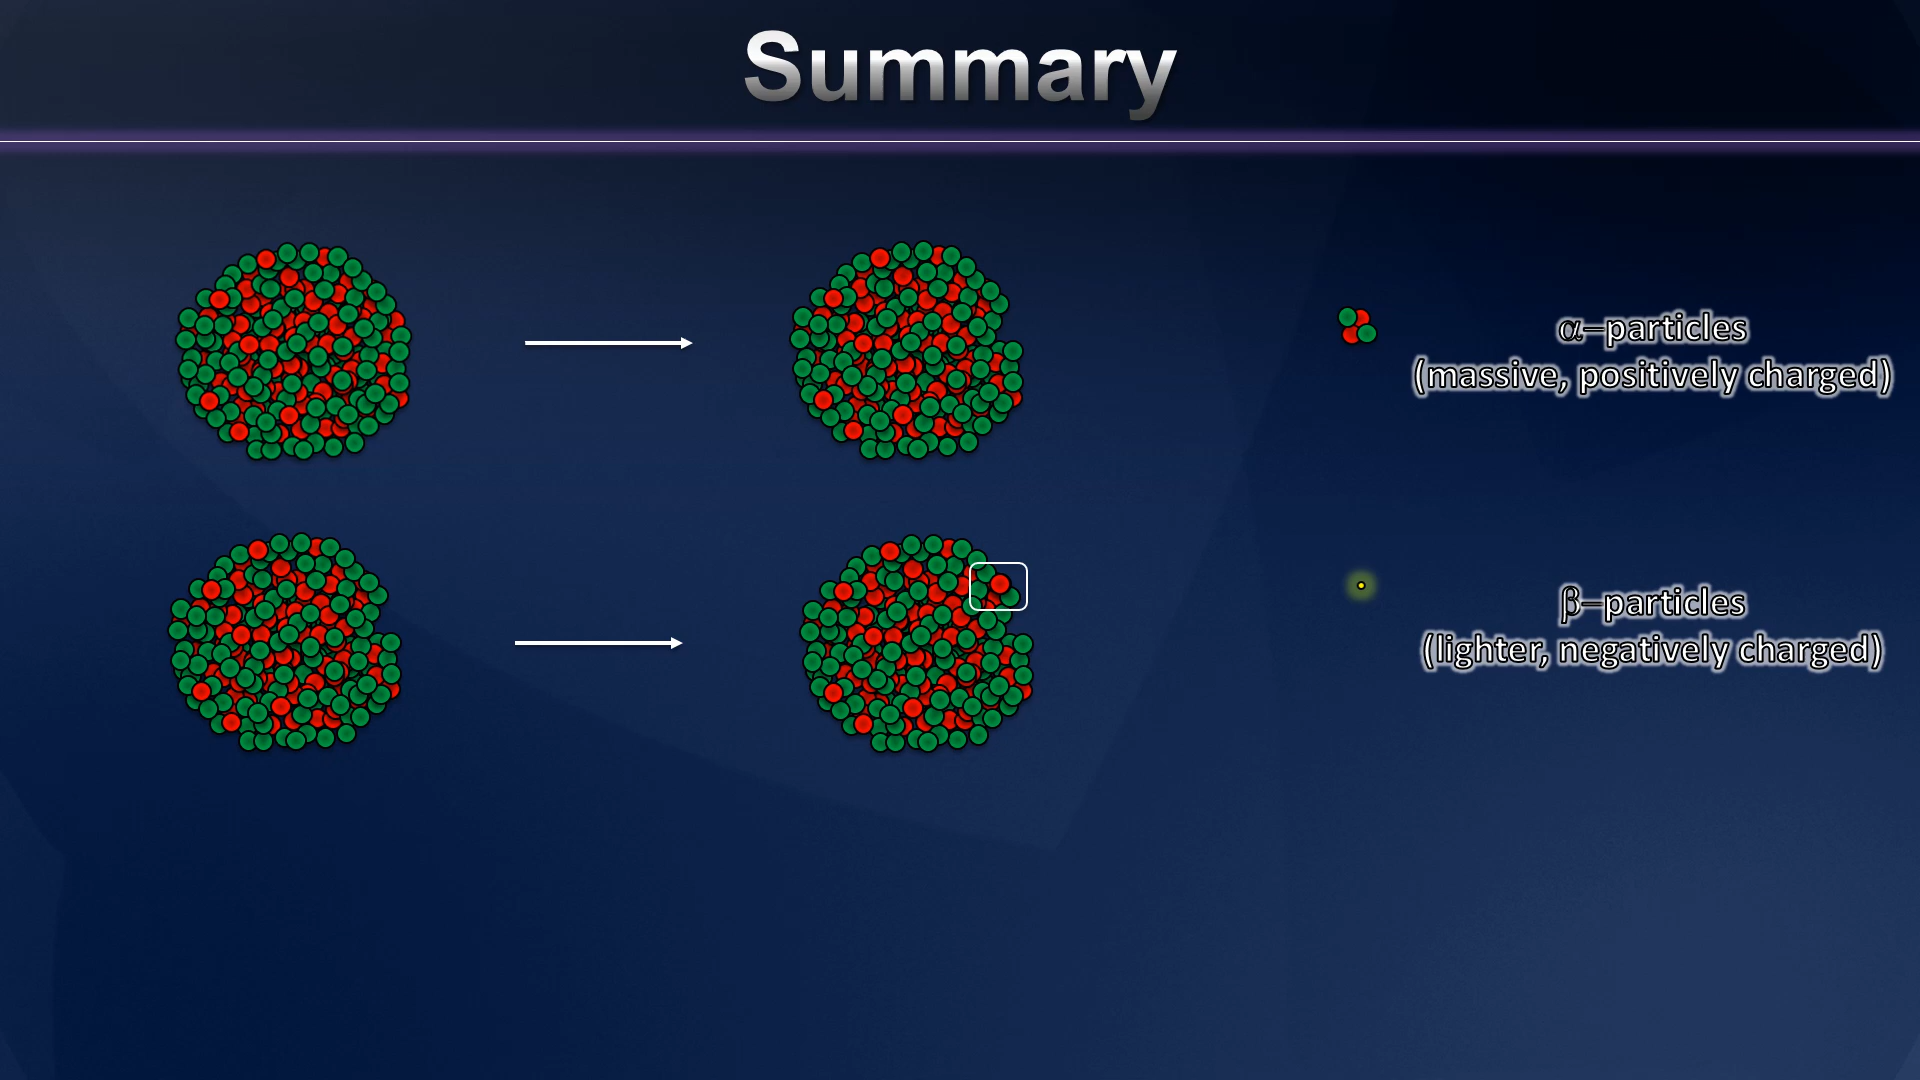 Summary
α–particles
(massive, positively charged)
β–particles
(lighter, negatively charged)